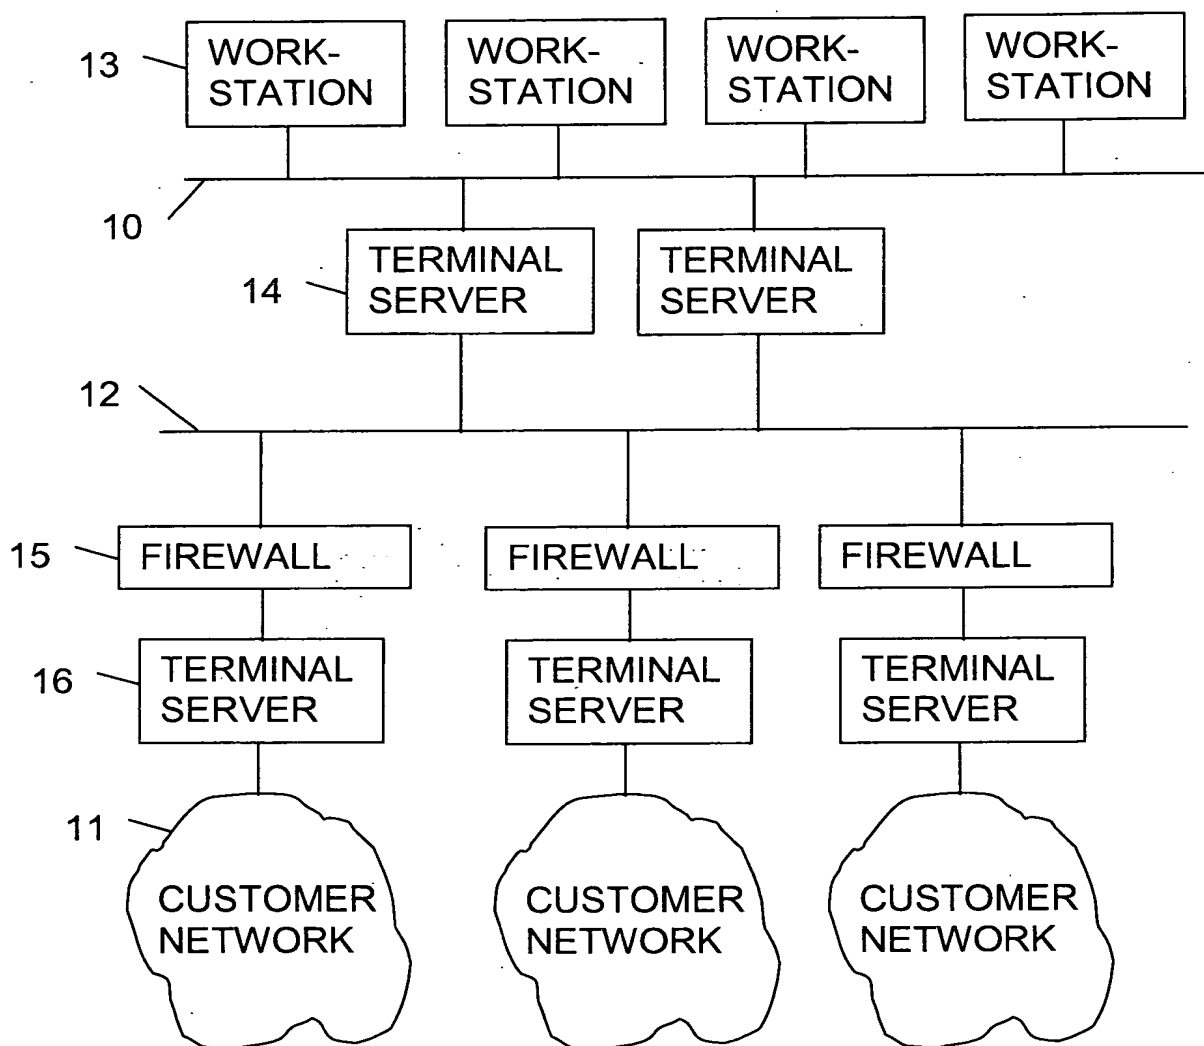 13
WORK-
STATION
WORK-
STATION
WORK-
STATION
WORK-
STATION
10
14
TERMINAL
SERVER
TERMINAL
SERVER
12
15
FIREWALL
FIREWALL
FIREWALL
16
TERMINAL
SERVER
TERMINAL
SERVER
TERMINAL
SERVER
11
CUSTOMER
NETWORK
CUSTOMER
NETWORK
CUSTOMER
NETWORK